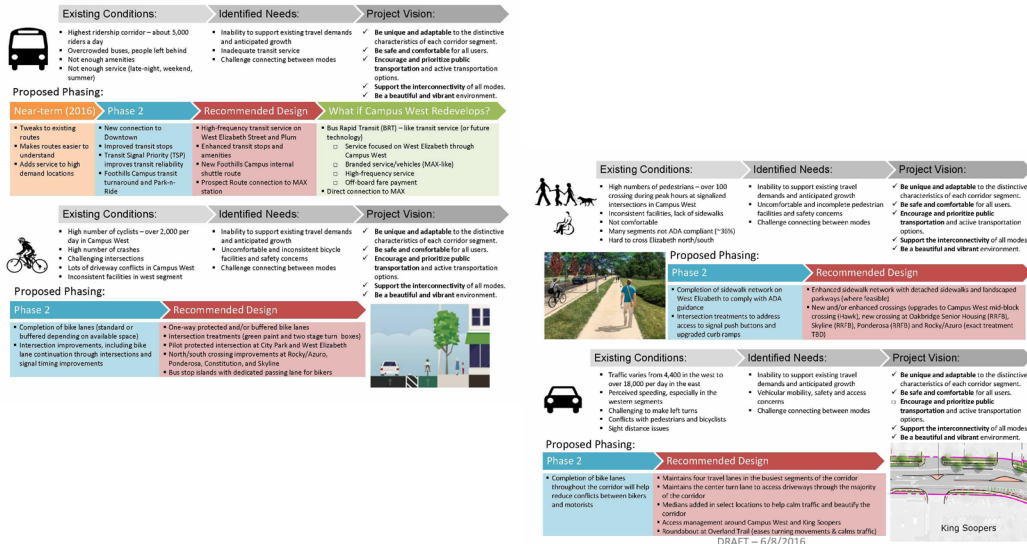 Existing Conditions:
Identified Needs:
Project Vision:
▪ Highest ridership corridor – about 5,000
riders a day
▪ Overcrowded buses, people left behind
▪ Not enough amenities
▪ Not enough service (late-night, weekend,
summer)
▪ Inability to support existing travel demands
and anticipated growth
▪ Inadequate transit service
▪ Challenge connecting between modes
✓ Be unique and adaptable to the distinctive
characteristics of each corridor segment.
✓ Be safe and comfortable for all users.
✓ Encourage and prioritize public
transportation and active transportation
options.
✓ Support the interconnectivity of all modes.
✓ Be a beautiful and vibrant environment.
Proposed Phasing:
Near-term (2016)
Phase 2
Recommended Design
What if Campus West Redevelops?
▪ Tweaks to existing
routes
▪ Makes routes easier to
understand
▪ Adds service to high
demand locations
▪ New connection to
Downtown
▪ Improved transit stops
▪ Transit Signal Priority (TSP)
improves transit reliability
▪ Foothills Campus transit
turnaround and Park-n-
Ride
▪ High-frequency transit service on
West Elizabeth Street and Plum
▪ Enhanced transit stops and
amenities
▪ New Foothills Campus internal
shuttle route
▪ Prospect Route connection to MAX
station
▪ Bus Rapid Transit (BRT) – like transit service (or future
technology)
□ Service focused on West Elizabeth through
Campus West
□ Branded service/vehicles (MAX-like)
□ High-frequency service
□ Off-board fare payment
▪ Direct connection to MAX
Existing Conditions:
Identified Needs:
Project Vision:
▪ High number of cyclists – over 2,000 per
day in Campus West
▪ High number of crashes
▪ Challenging intersections
▪ Lots of driveway conflicts in Campus West
▪ Inconsistent facilities in west segment
▪ Inability to support existing travel demands
and anticipated growth
▪ Uncomfortable and inconsistent bicycle
facilities and safety concerns
▪ Challenge connecting between modes
✓ Be unique and adaptable to the distinctive
characteristics of each corridor segment.
✓ Be safe and comfortable for all users.
✓ Encourage and prioritize public
transportation and active transportation
options.
✓ Support the interconnectivity of all modes.
✓ Be a beautiful and vibrant environment.
Proposed Phasing:
Phase 2
Recommended Design
▪ Completion of bike lanes (standard or
buffered depending on available space)
▪ Intersection improvements, including bike
lane continuation through intersections and
signal timing improvements
▪ One-way protected and/or buffered bike lanes
▪ Intersection treatments (green paint and two stage turn boxes)
▪ Pilot protected intersection at City Park and West Elizabeth
▪ North/south crossing improvements at Rocky/Azuro,
Ponderosa, Constitution, and Skyline
▪ Bus stop islands with dedicated passing lane for bikers
Existing Conditions:
Identified Needs:
Project Vision:
▪ High numbers of pedestrians – over 100
crossing during peak hours at signalized
intersections in Campus West
▪ Inconsistent facilities, lack of sidewalks
▪ Not comfortable
▪ Many segments not ADA compliant (~36%)
▪ Hard to cross Elizabeth north/south
▪ Inability to support existing travel
demands and anticipated growth
▪ Uncomfortable and incomplete pedestrian
facilities and safety concerns
▪ Challenge connecting between modes
✓ Be unique and adaptable to the distinctive
characteristics of each corridor segment.
✓ Be safe and comfortable for all users.
✓ Encourage and prioritize public
transportation and active transportation
options.
✓ Support the interconnectivity of all modes.
✓ Be a beautiful and vibrant environment.
Proposed Phasing:
Phase 2
Recommended Design
▪ Completion of sidewalk network on
West Elizabeth to comply with ADA
guidance
▪ Intersection treatments to address
access to signal push buttons and
upgraded curb ramps
▪ Enhanced sidewalk network with detached sidewalks and landscaped
parkways (where feasible)
▪ New and/or enhanced crossings (upgrades to Campus West mid-block
crossing (Hawk), new crossing at Oakbridge Senior Housing (RRFB),
Skyline (RRFB), Ponderosa (RRFB) and Rocky/Azuro (exact treatment
TBD)
Existing Conditions:
Identified Needs:
Project Vision:
▪ Traffic varies from 4,400 in the west to
over 18,000 per day in the east
▪ Perceived speeding, especially in the
western segments
▪ Challenging to make left turns
▪ Conflicts with pedestrians and bicyclists
▪ Sight distance issues
▪ Inability to support existing travel
demands and anticipated growth
▪ Vehicular mobility, safety and access
concerns
▪ Challenge connecting between modes
✓ Be unique and adaptable to the distinctive
characteristics of each corridor segment.
✓ Be safe and comfortable for all users.
□ Encourage and prioritize public
transportation and active transportation
options.
✓ Support the interconnectivity of all modes
✓ Be a beautiful and vibrant environment.
Proposed Phasing:
Phase 2
Recommended Design
▪ Completion of bike lanes
throughout the corridor will help
reduce conflicts between bikers
and motorists
▪ Maintains four travel lanes in the busiest segments of the corridor
▪ Maintains the center turn lane to access driveways through the majority
of the corridor
▪ Medians added in select locations to help calm traffic and beautify the
corridor
▪ Access management around Campus West and King Soopers
▪ Roundabout at Overland Trail (eases turning movements & calms traffic)
King Soopers
DRAFT – 6/8/2016